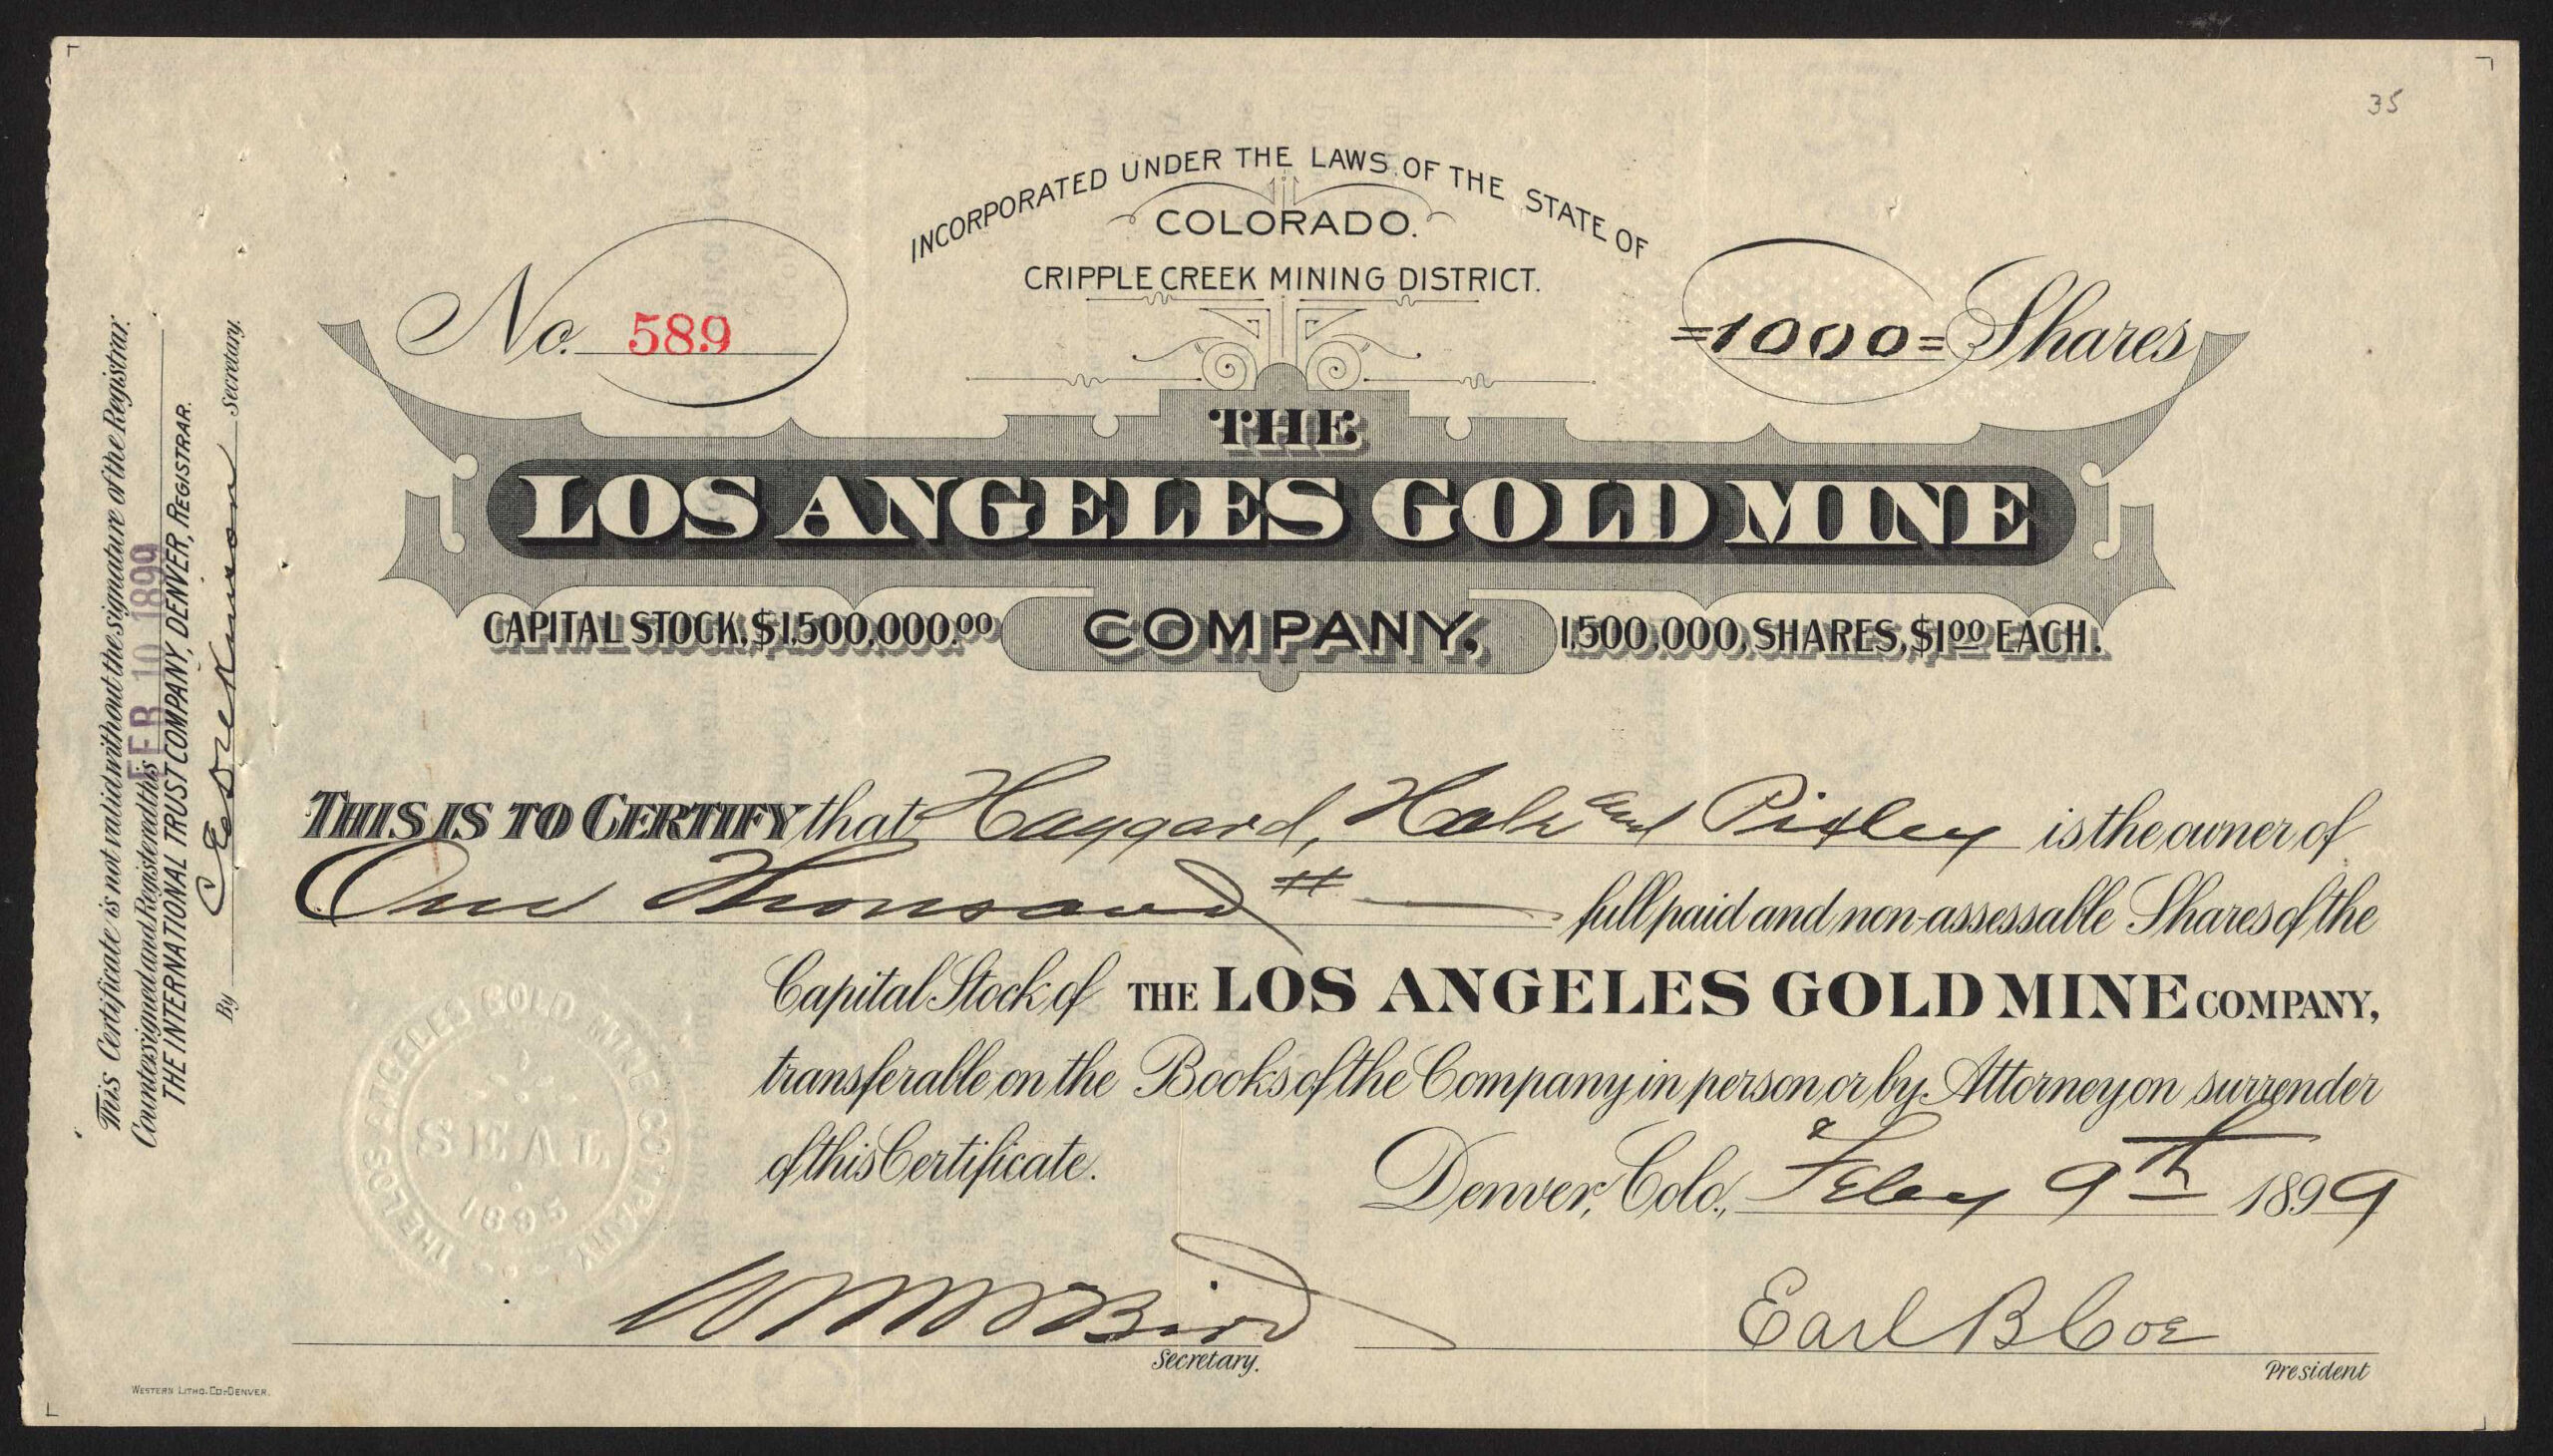 35
INCORPORATED UNDER THE LAWS OF THE STATE OF
COLORADO.
CRIPPLE CREEK MINING DISTRICT.
No. 589
=1000= Shares
THE
LOS ANGELES GOLD MINE
CAPITAL STOCK, $1,500,000.00 COMPANY, 1,500,000, SHARES, $1.00 EACH.
THIS IS TO CERTIFY that Haggard, Hale and Pixley is the owner of
One Thousand # full paid and non-assessable Shares of the
Capital Stock of THE LOS ANGELES GOLD MINE COMPANY,
transferable on the Books of the Company in person or by Attorney on surrender
of this Certificate.
Denver, Colo., Feby 9th 1899
THE LOS ANGELES GOLD MINE COMPANY
SEAL
1895
Bird
Secretary.
Earl B Coe
President
WESTERN LITHO. CO. DENVER.
This Certificate is not valid without the signature of the Registrar.
Countersigned and Registered this FEB 10 1899
THE INTERNATIONAL TRUST COMPANY, DENVER, REGISTRAR.
By Secretary.